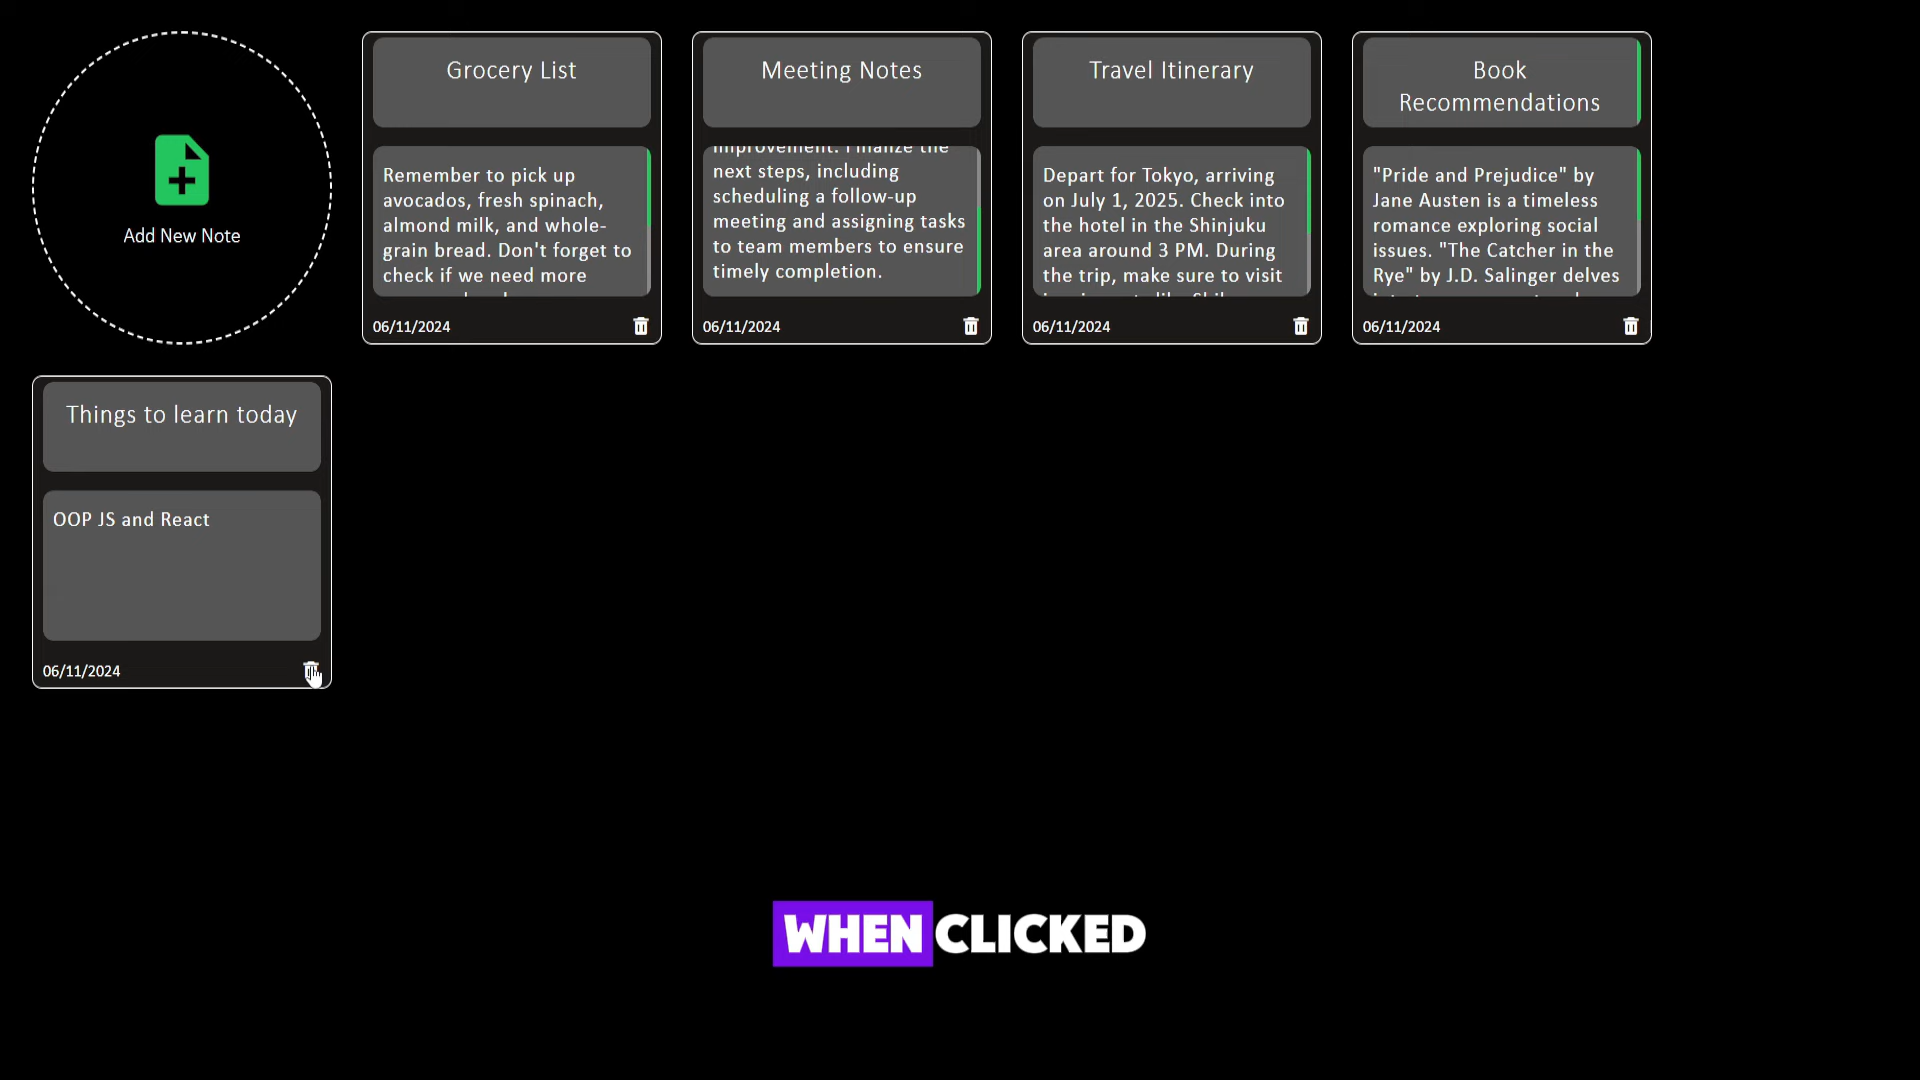 Add New Note
Grocery List
Remember to pick up
avocados, fresh spinach,
almond milk, and whole-
grain bread. Don't forget to
check if we need more
06/11/2024
Meeting Notes
improvement. Finalize the
next steps, including
scheduling a follow-up
meeting and assigning tasks
to team members to ensure
timely completion.
06/11/2024
Travel Itinerary
Depart for Tokyo, arriving
on July 1, 2025. Check into
the hotel in the Shinjuku
area around 3 PM. During
the trip, make sure to visit
06/11/2024
Book
Recommendations
"Pride and Prejudice" by
Jane Austen is a timeless
romance exploring social
issues. "The Catcher in the
Rye" by J.D. Salinger delves
06/11/2024
Things to learn today
OOP JS and React
06/11/2024
WHEN CLICKED